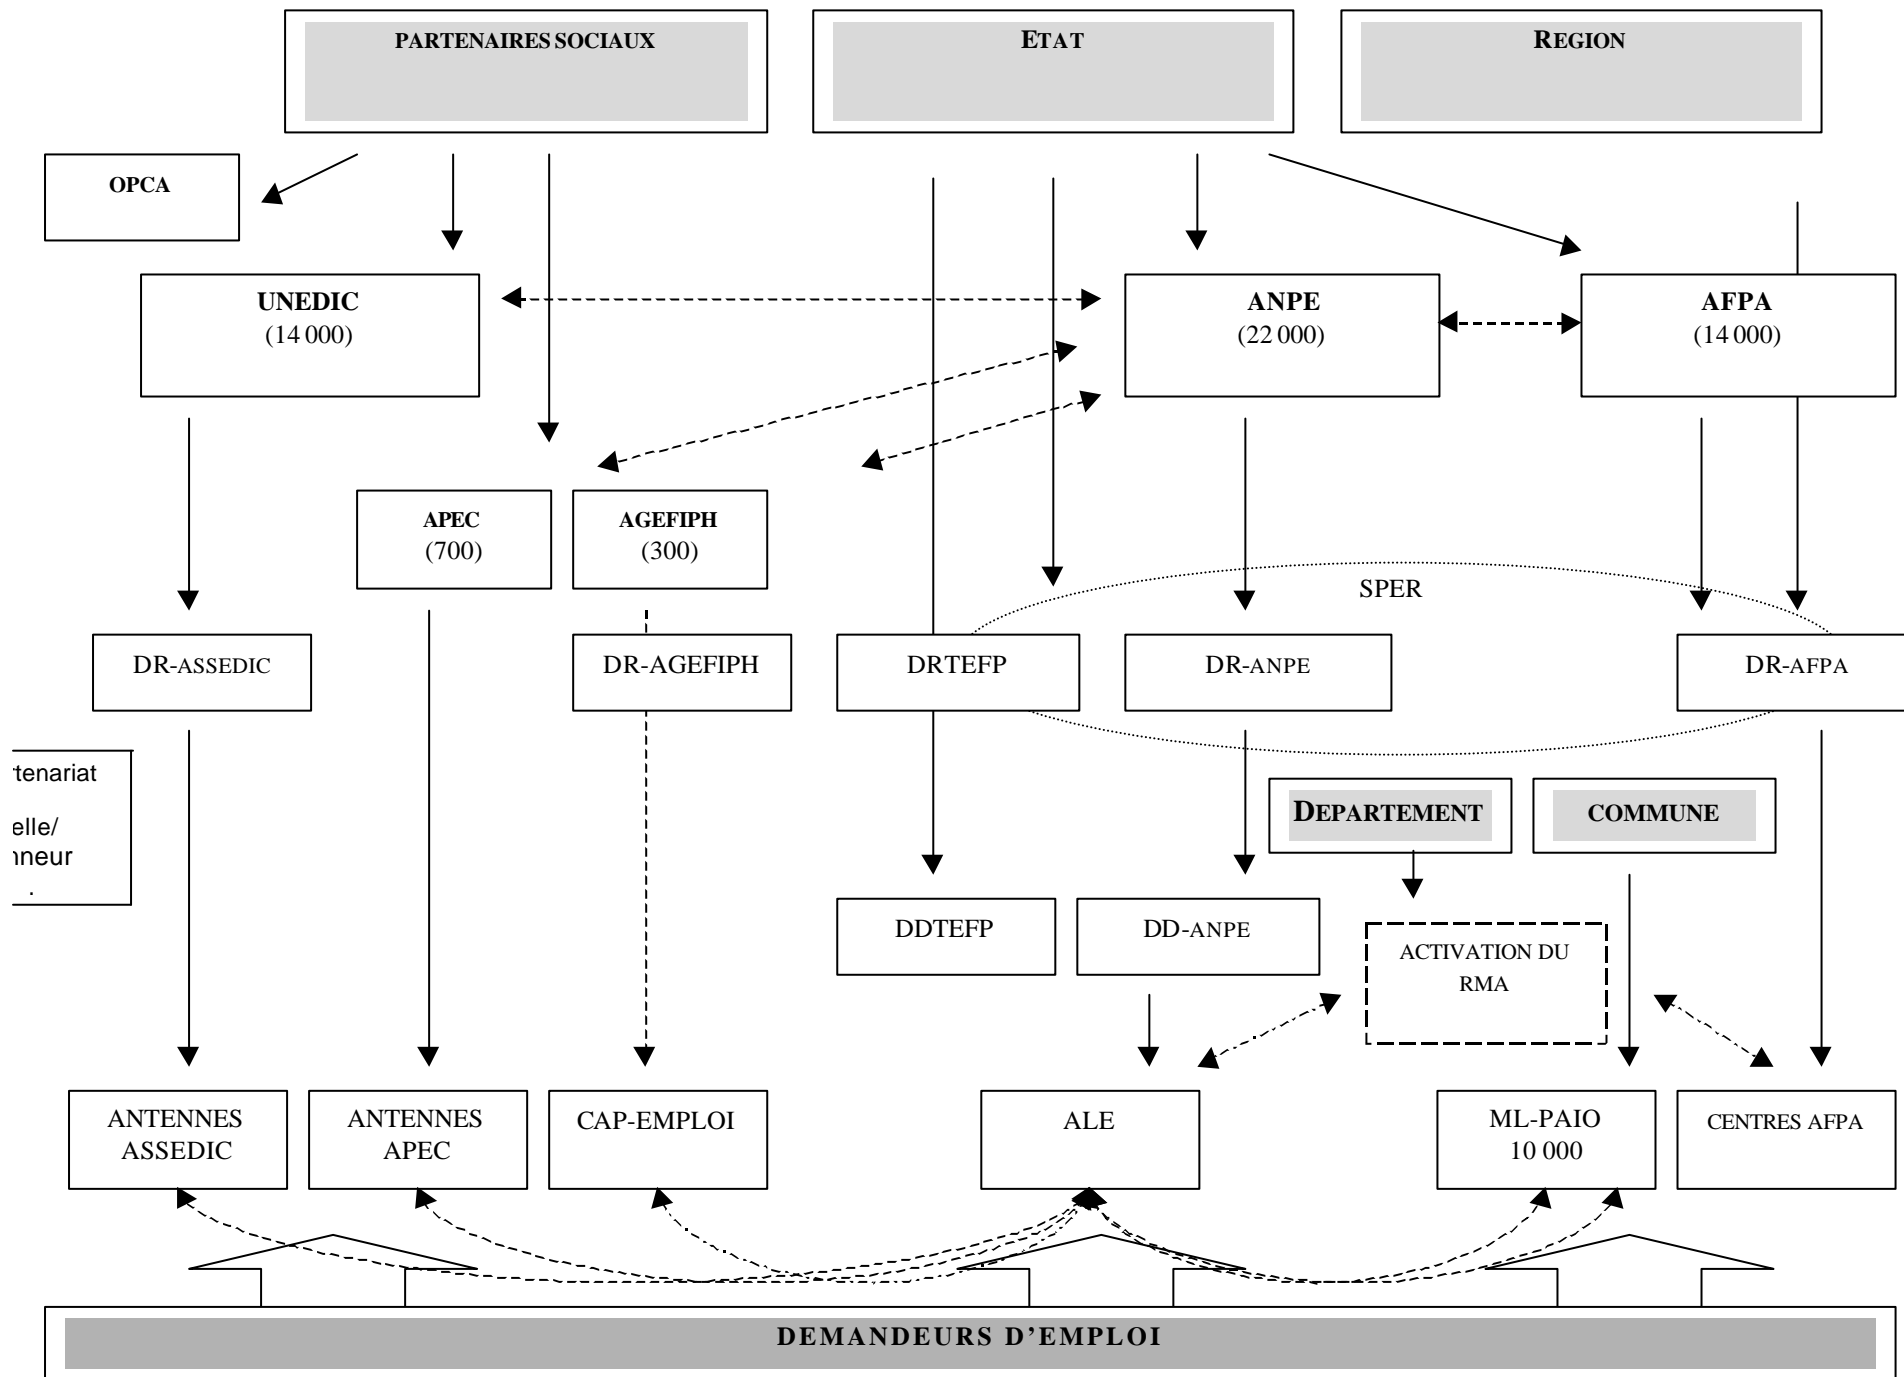 PARTENAIRES SOCIAUX
ETAT
REGION
OPCA
UNEDIC
(14 000)
ANPE
(22 000)
AFPA
(14 000)
APEC
(700)
AGEFIPH
(300)
SPER
DR-ASSEDIC
DR-AGEFIPH
DRTEFP
DR-ANPE
DR-AFPA
tenariat
elle/
nneur
.
DEPARTEMENT
COMMUNE
DDTEFP
DD-ANPE
ACTIVATION DU
RMA
ANTENNES
ASSEDIC
ANTENNES
APEC
CAP-EMPLOI
ALE
ML-PAIO
10 000
CENTRES AFPA
DEMANDEURS D'EMPLOI